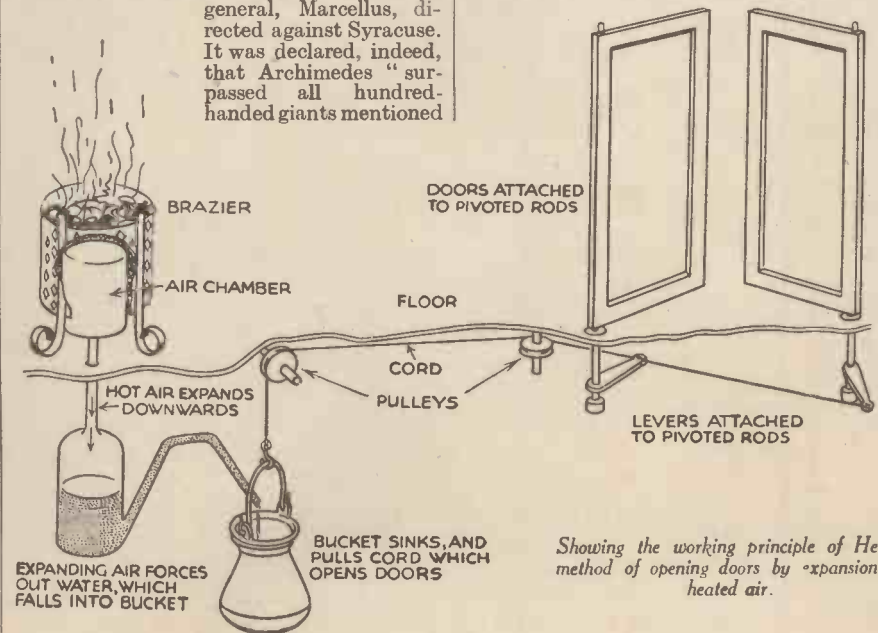 general, Marcellus, di-
rected against Syracuse.
It was declared, indeed,
that Archimedes “sur-
passed all hundred-
handed giants mentioned
BRAZIER
AIR CHAMBER
HOT AIR EXPANDS
DOWNWARDS
EXPANDING AIR FORCES
OUT WATER, WHICH
FALLS INTO BUCKET
FLOOR
CORD
PULLEYS
BUCKET SINKS, AND
PULLS CORD WHICH
OPENS DOORS
DOORS ATTACHED
TO PIVOTED RODS
LEVERS ATTACHED
TO PIVOTED RODS
Showing the working principle of He
method of opening doors by expansion
heated air.